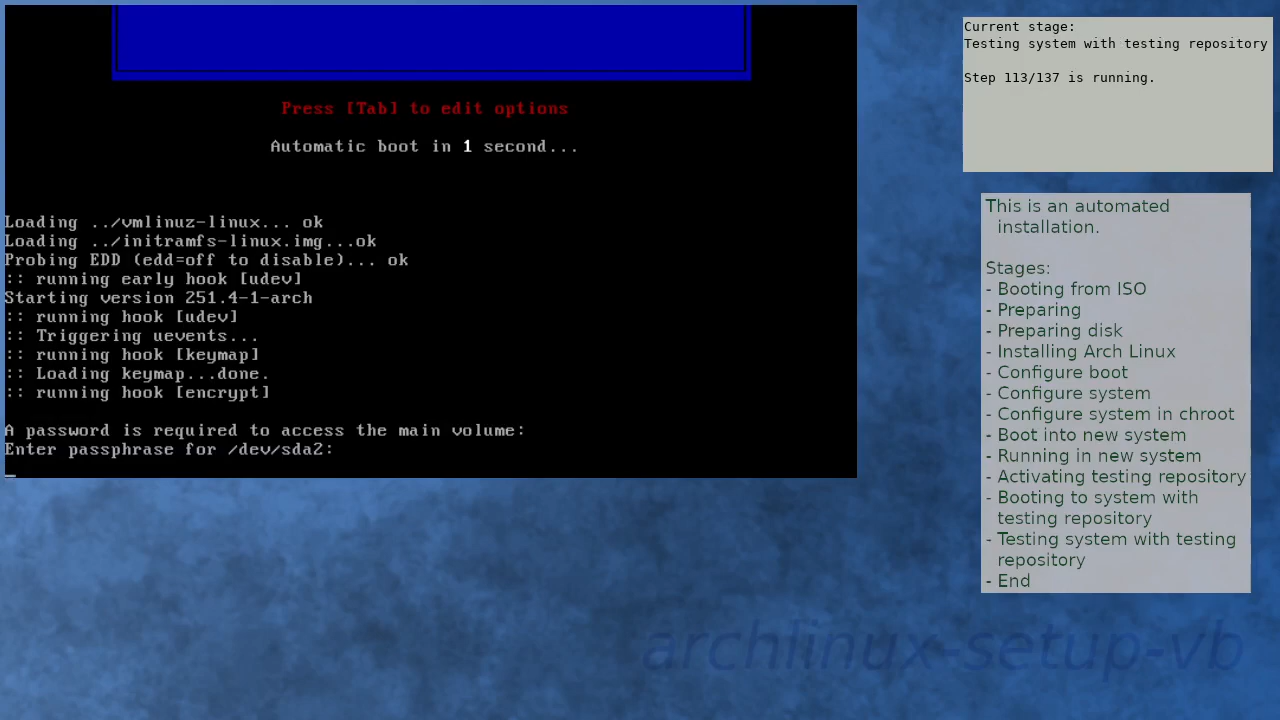 Press [Tab] to edit options
Automatic boot in 1 second...
Loading ../vmlinuz-linux... ok
Loading ../initramfs-linux.img...ok
Probing EDD (edd=off to disable)... ok
:: running early hook [udev]
Starting version 251.4-1-arch
:: running hook [udev]
:: Triggering uevents...
:: running hook [keymap]
:: Loading keymap...done.
:: running hook [encrypt]
A password is required to access the main volume:
Enter passphrase for /dev/sda2:
Current stage:
Testing system with testing repository
Step 113/137 is running.
This is an automated
installation.
Stages:
- Booting from ISO
- Preparing
- Preparing disk
- Installing Arch Linux
- Configure boot
- Configure system
- Configure system in chroot
- Boot into new system
- Running in new system
- Activating testing repository
- Booting to system with
testing repository
- Testing system with testing
repository
- End
archlinux-setup-vb